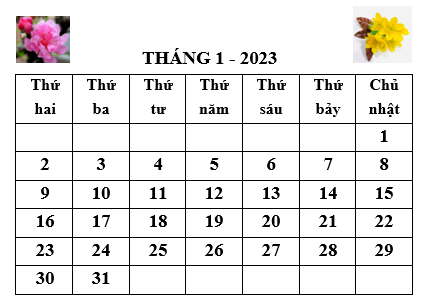 THÁNG 1 - 2023
Thứ hai Thứ ba Thứ tư Thứ năm Thứ sáu Thứ bảy Chủ nhật
1
2 3 4 5 6 7 8
9 10 11 12 13 14 15
16 17 18 19 20 21 22
23 24 25 26 27 28 29
30 31